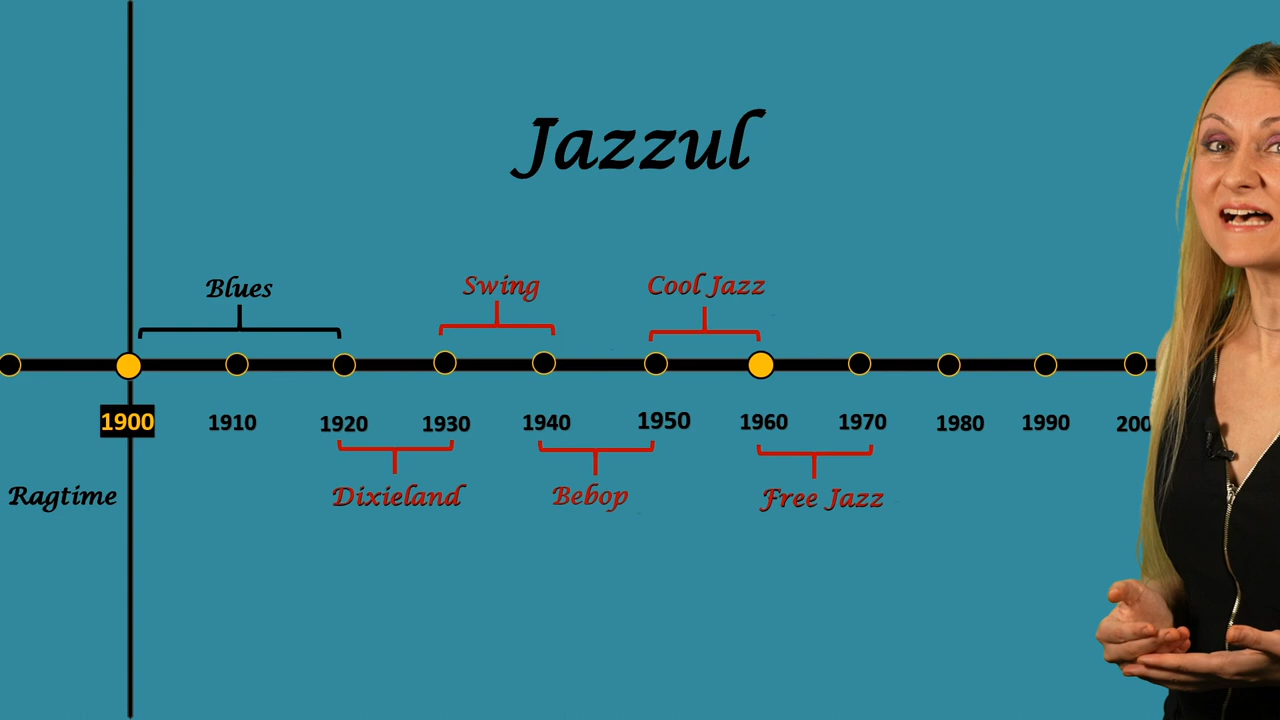 Jazzul
Blues
Swing
Cool Jazz
1900 1910 1920 1930 1940 1950 1960 1970 1980 1990 200
Ragtime
Dixieland
Bebop
Free Jazz